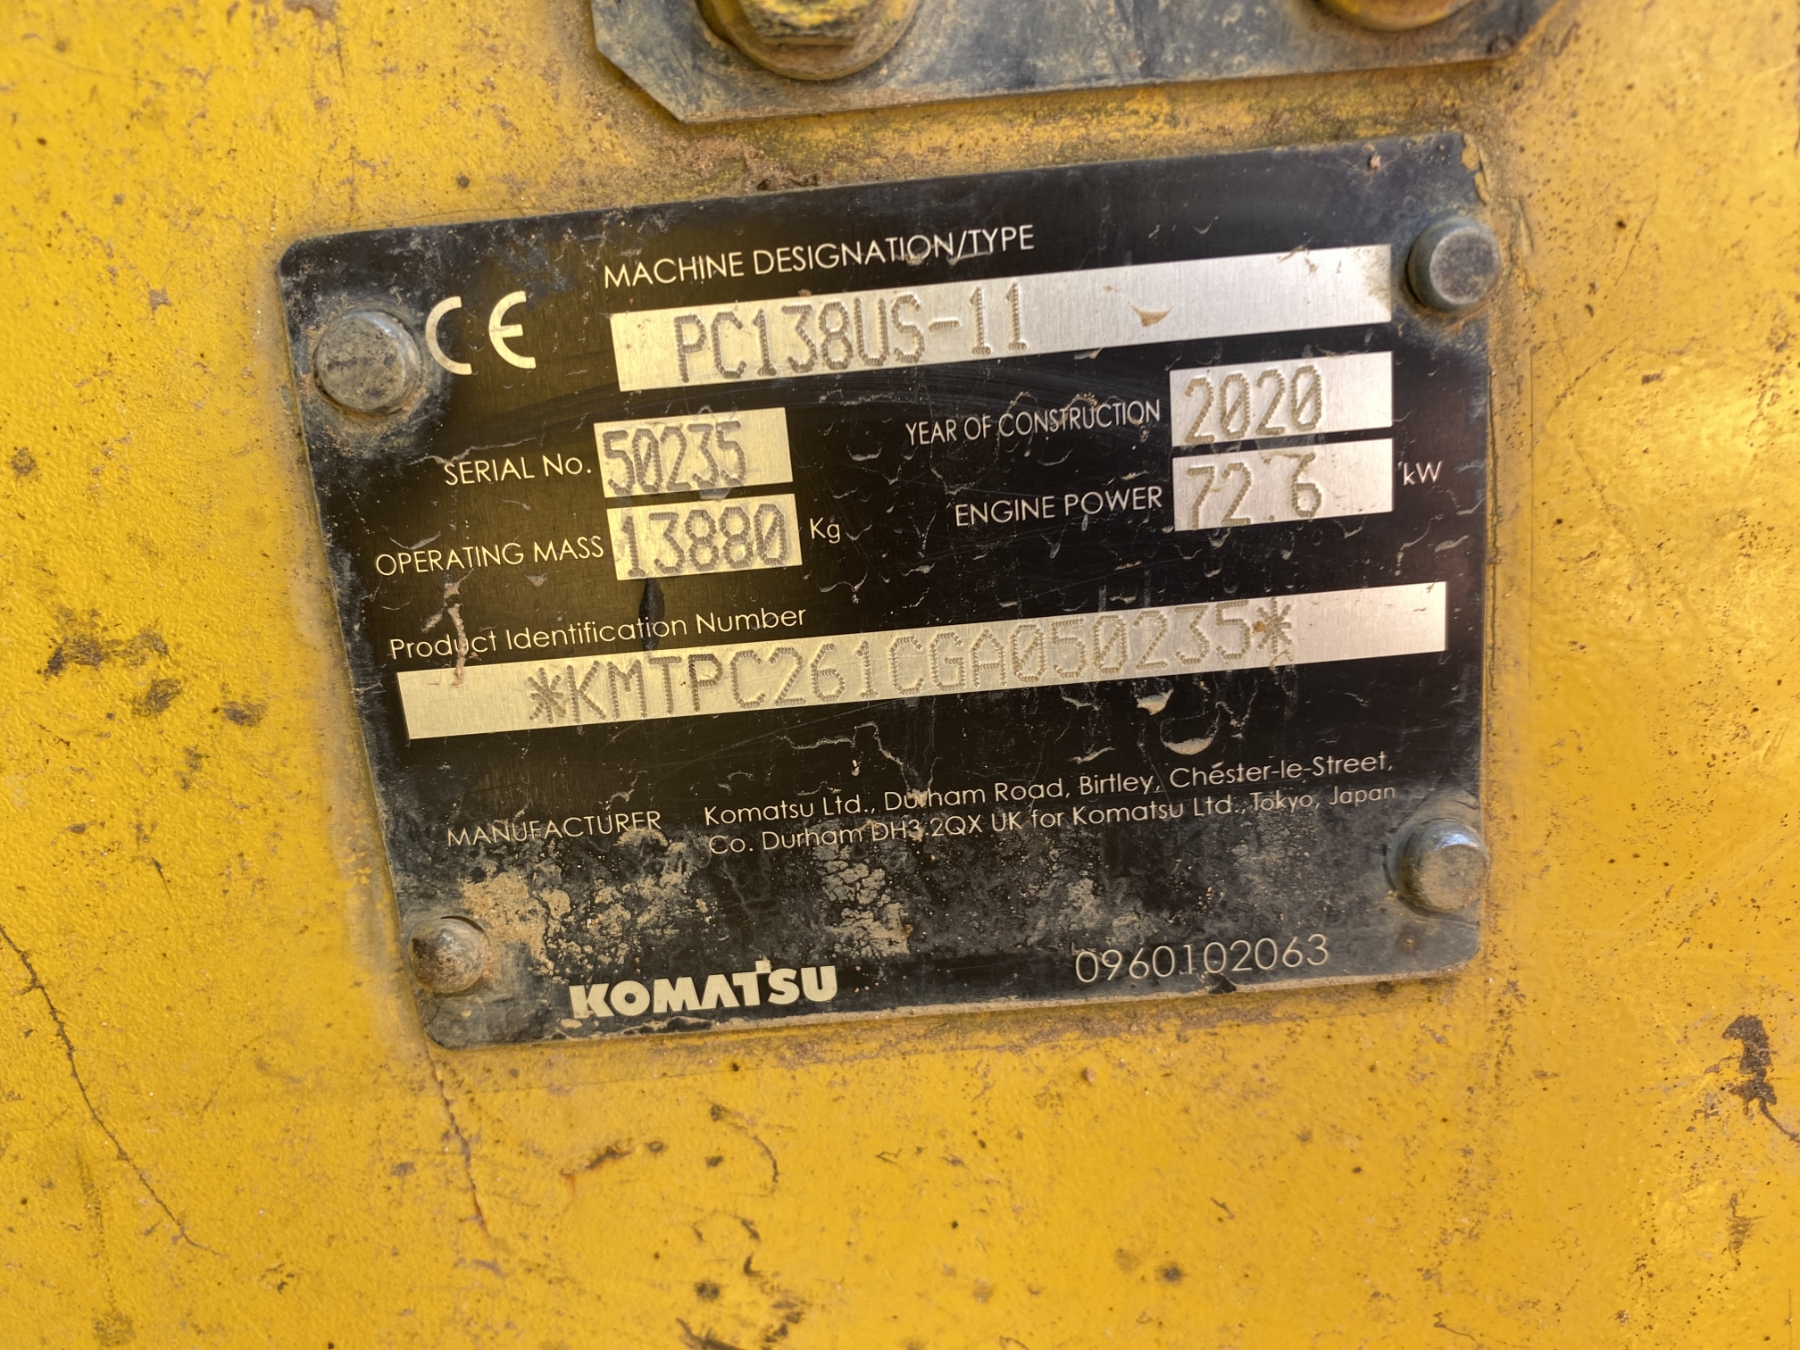 CE
MACHINE DESIGNATION/TYPE
PC138US-11
SERIAL No. 50235
YEAR OF CONSTRUCTION 2020
OPERATING MASS 13880 Kg
ENGINE POWER 72.6 kW
Product Identification Number
*KMTPC261CGA050235*
MANUFACTURER Komatsu Ltd., Durham Road, Birtley, Chester-le-Street,
Co. Durham DH3 2QX UK for Komatsu Ltd., Tokyo, Japan
KOMATSU 0960102063